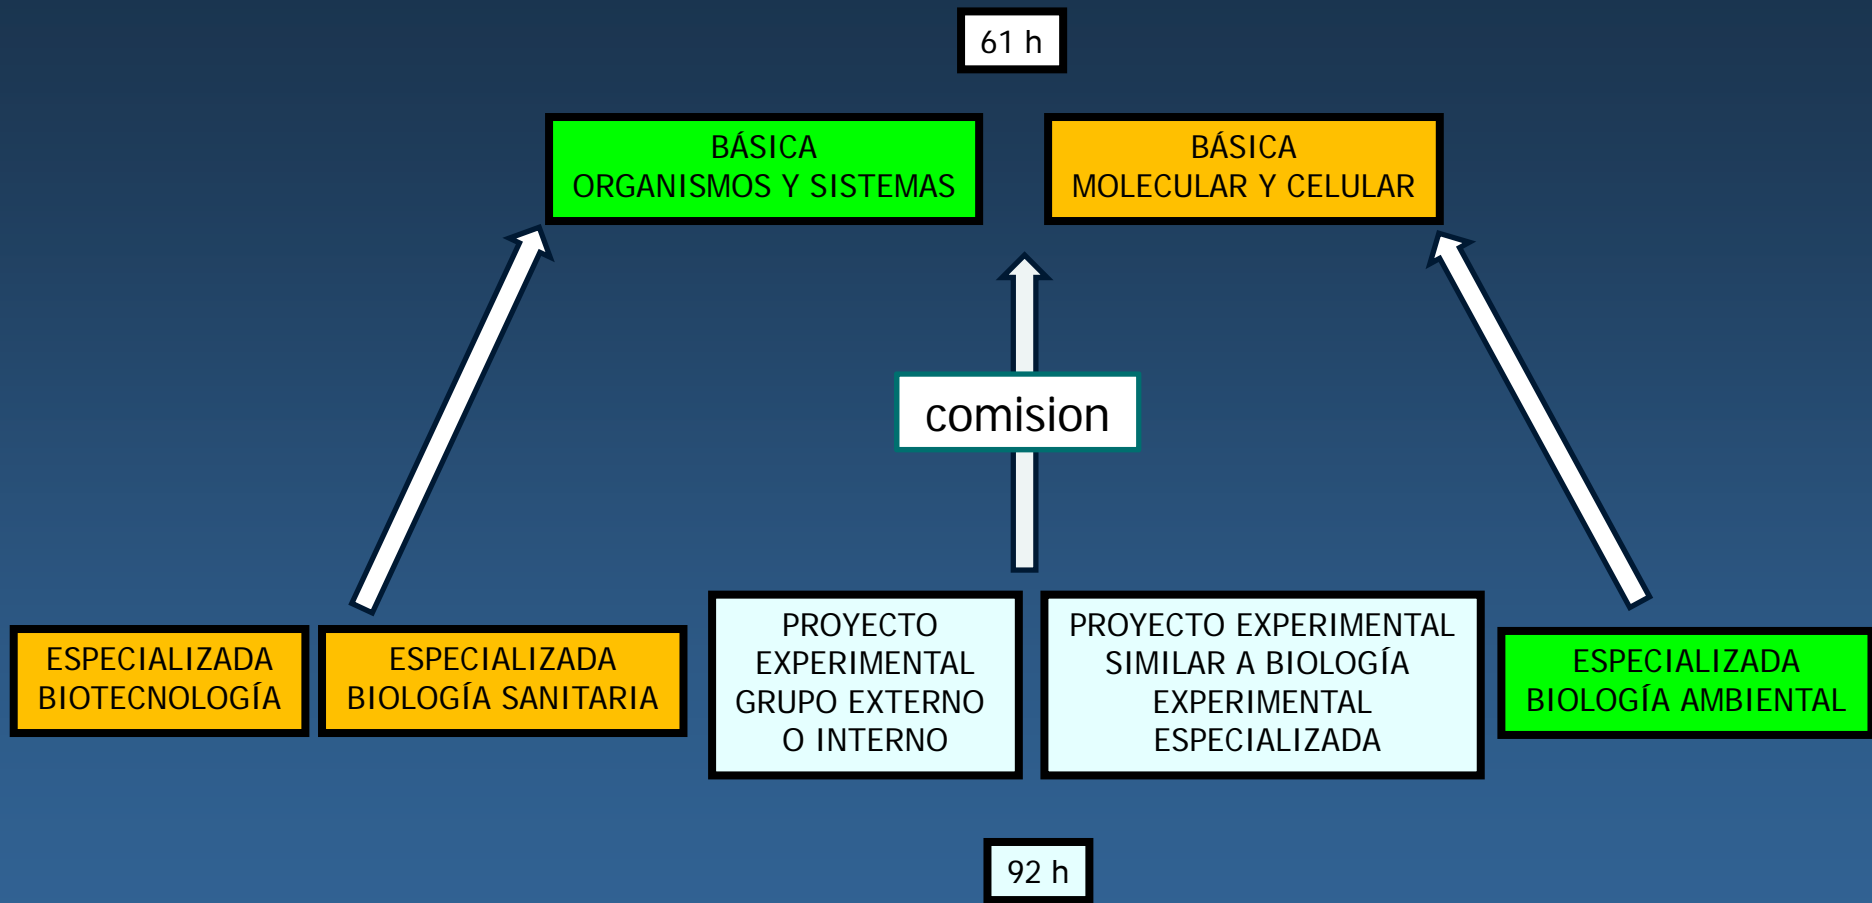 61 h
BÁSICA
ORGANISMOS Y SISTEMAS
BÁSICA
MOLECULAR Y CELULAR
comision
ESPECIALIZADA
BIOTECNOLOGÍA
ESPECIALIZADA
BIOLOGÍA SANITARIA
PROYECTO
EXPERIMENTAL
GRUPO EXTERNO
O INTERNO
PROYECTO EXPERIMENTAL
SIMILAR A BIOLOGÍA
EXPERIMENTAL
ESPECIALIZADA
ESPECIALIZADA
BIOLOGÍA AMBIENTAL
92 h